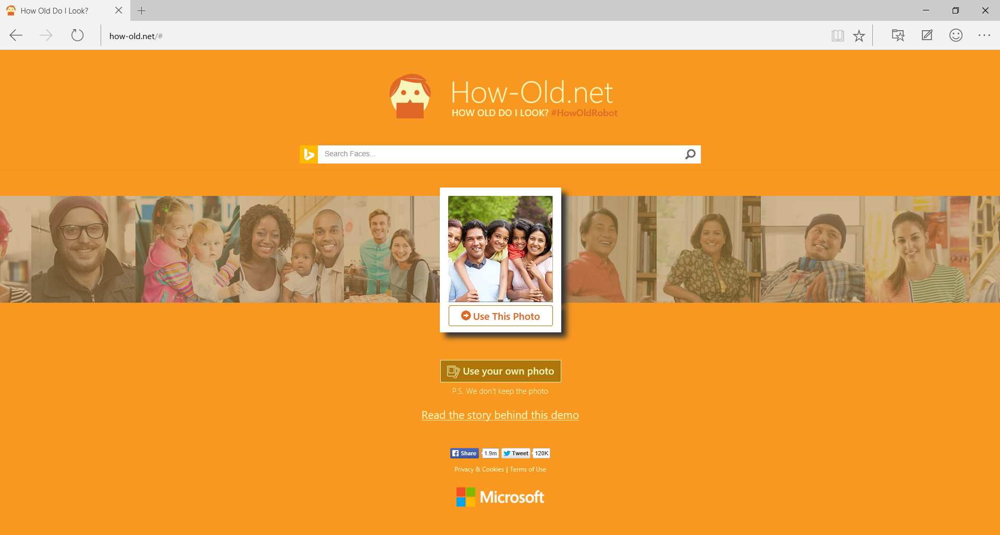 How Old Do I Look?
how-old.net/#
How-Old.net
HOW OLD DO I LOOK? #HowOldRobot
Search Faces...
Use This Photo
Use your own photo
P.S. We don't keep the photo
Read the story behind this demo
Share 1.9m Tweet 120K
Privacy & Cookies | Terms of Use
Microsoft